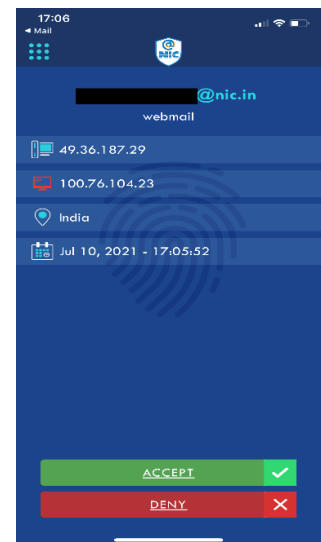 17:06
◄ Mail
@
NIC
@nic.in
webmail
49.36.187.29
100.76.104.23
India
Jul 10, 2021 - 17:05:52
ACCEPT
DENY